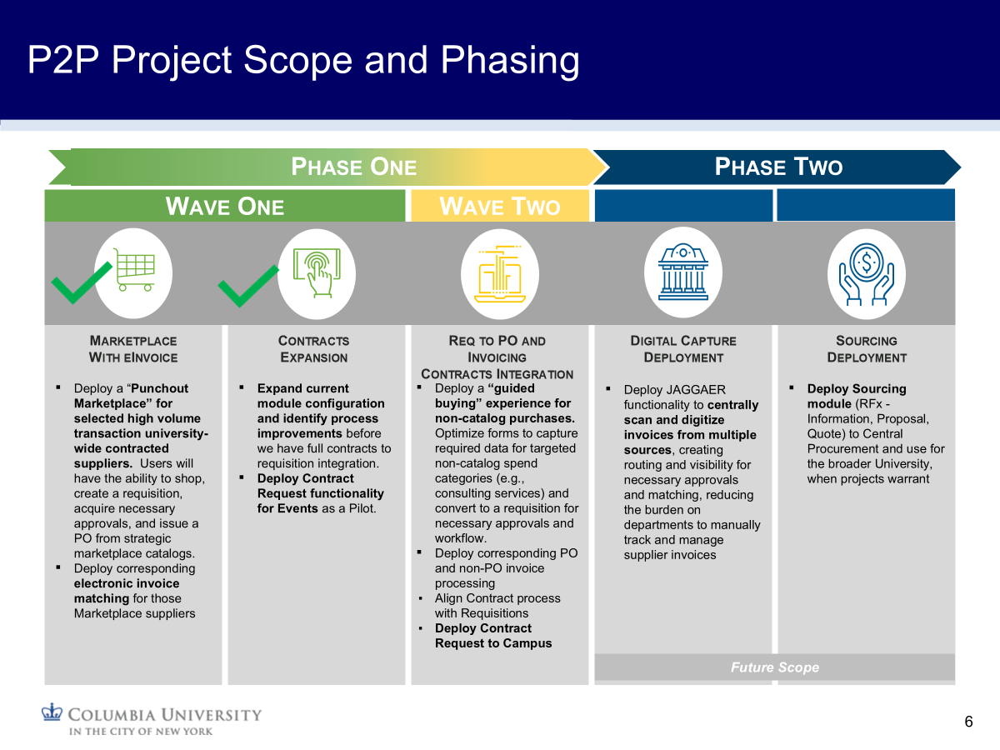 P2P Project Scope and Phasing
PHASE ONE
PHASE TWO
WAVE ONE
WAVE TWO
MARKETPLACE
WITH EINVOICE
▪ Deploy a “Punchout
Marketplace” for
selected high volume
transaction university-
wide contracted
suppliers. Users will
have the ability to shop,
create a requisition,
acquire necessary
approvals, and issue a
PO from strategic
marketplace catalogs.
▪ Deploy corresponding
electronic invoice
matching for those
Marketplace suppliers
CONTRACTS
EXPANSION
▪ Expand current
module configuration
and identify process
improvements before
we have full contracts to
requisition integration.
▪ Deploy Contract
Request functionality
for Events as a Pilot.
REQ TO PO AND
INVOICING
CONTRACTS INTEGRATION
▪ Deploy a “guided
buying” experience for
non-catalog purchases.
Optimize forms to capture
required data for targeted
non-catalog spend
categories (e.g.,
consulting services) and
convert to a requisition for
necessary approvals and
workflow.
▪ Deploy corresponding PO
and non-PO invoice
processing
▪ Align Contract process
with Requisitions
▪ Deploy Contract
Request to Campus
DIGITAL CAPTURE
DEPLOYMENT
▪ Deploy JAGGAER
functionality to centrally
scan and digitize
invoices from multiple
sources, creating
routing and visibility for
necessary approvals
and matching, reducing
the burden on
departments to manually
track and manage
supplier invoices
SOURCING
DEPLOYMENT
▪ Deploy Sourcing
module (RFx -
Information, Proposal,
Quote) to Central
Procurement and use for
the broader University,
when projects warrant
Future Scope
COLUMBIA UNIVERSITY
IN THE CITY OF NEW YORK
6